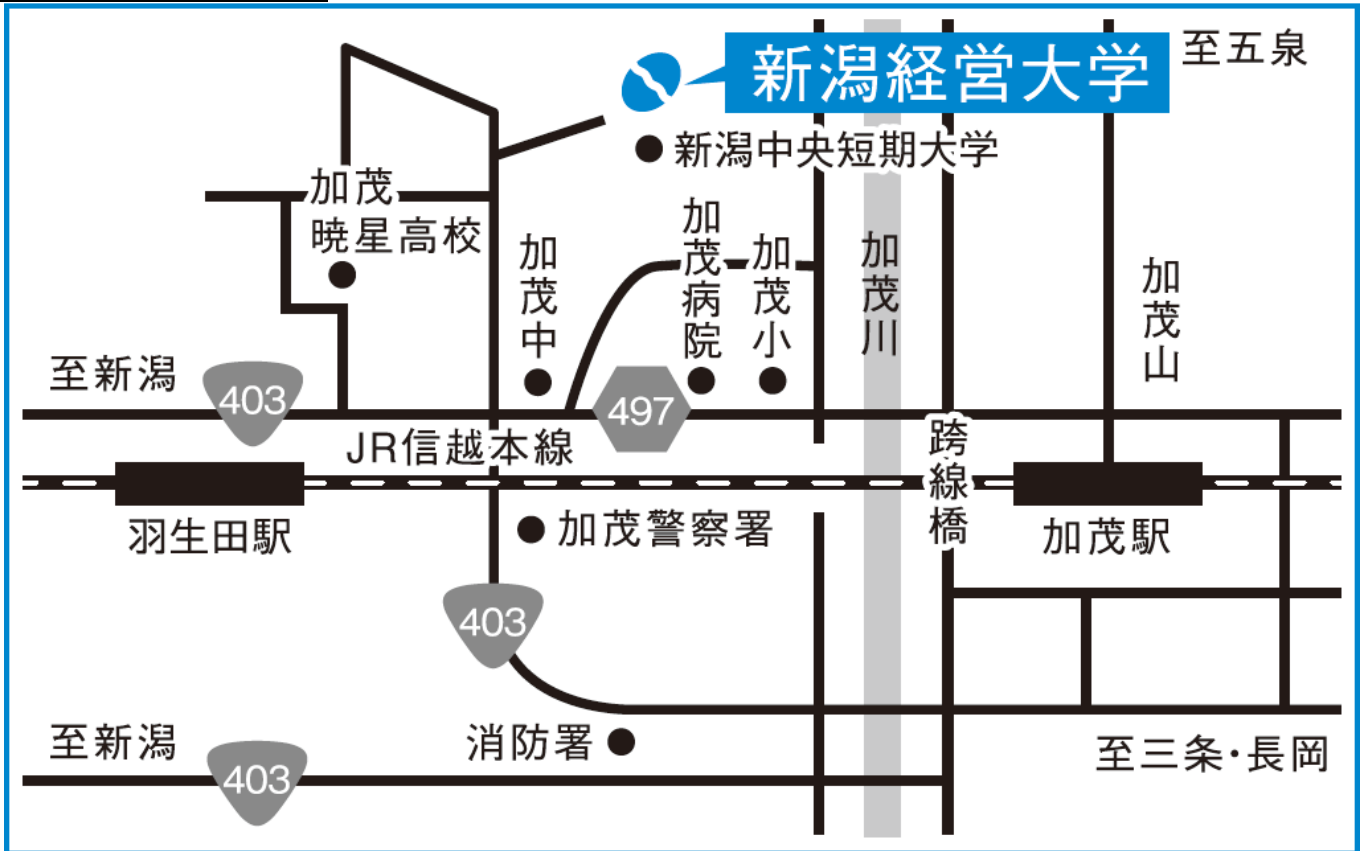 新潟経営大学
至五泉
新潟中央短期大学
加茂
暁星高校
加茂中
加茂病院
加茂小
加茂川
加茂山
至新潟
403
497
JR信越本線
跨線橋
羽生田駅
加茂警察署
加茂駅
403
至新潟
消防署
至三条・長岡
403